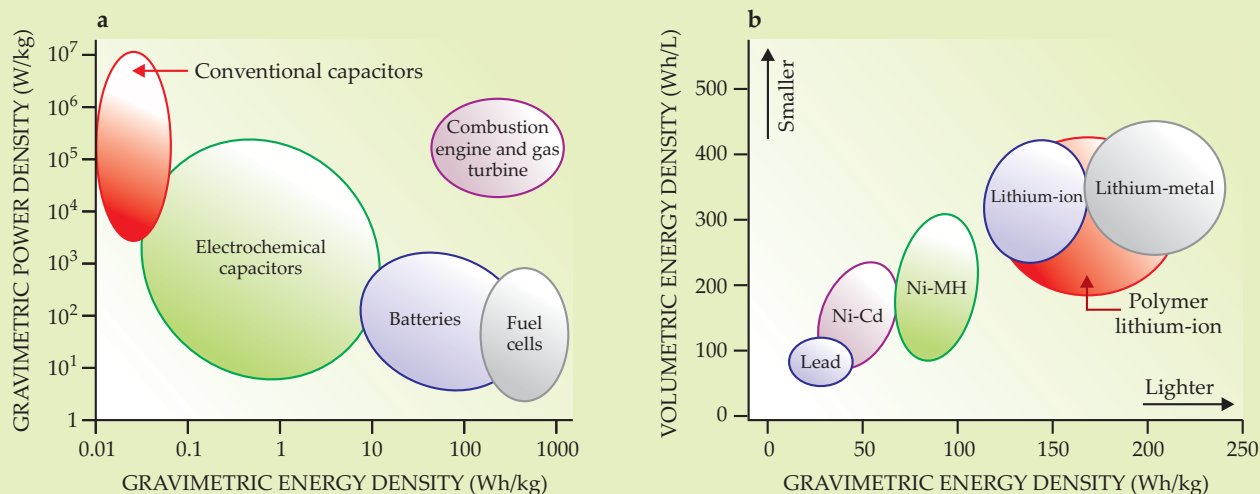 a
GRAVIMETRIC POWER DENSITY (W/kg)
10⁷
10⁶
10⁵
10⁴
10³
10²
10¹
1
Conventional capacitors
Combustion
engine and gas
turbine
Electrochemical
capacitors
Batteries
Fuel
cells
0.01
0.1
1
10
100
1000
GRAVIMETRIC ENERGY DENSITY (Wh/kg)
b
VOLUMETRIC ENERGY DENSITY (Wh/L)
500
400
300
200
100
0
Smaller
Lithium-ion
Lithium-metal
Ni-MH
Ni-Cd
Polymer
lithium-ion
Lead
Lighter
0
50
100
150
200
250
GRAVIMETRIC ENERGY DENSITY (Wh/kg)